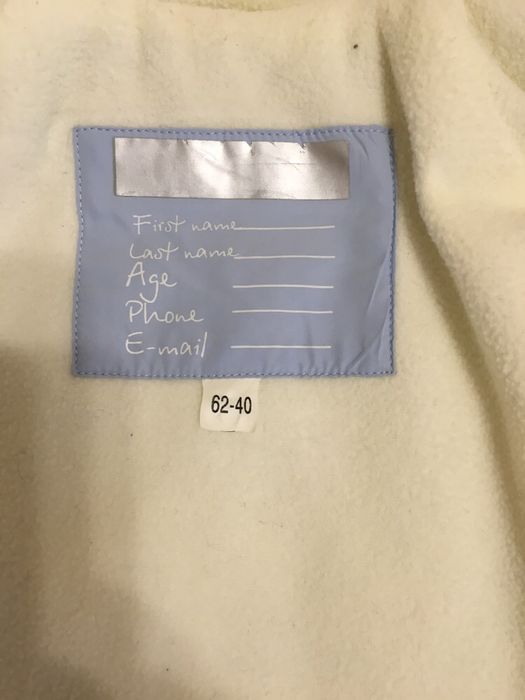 First name
Last name
Age
Phone
E-mail
62-40